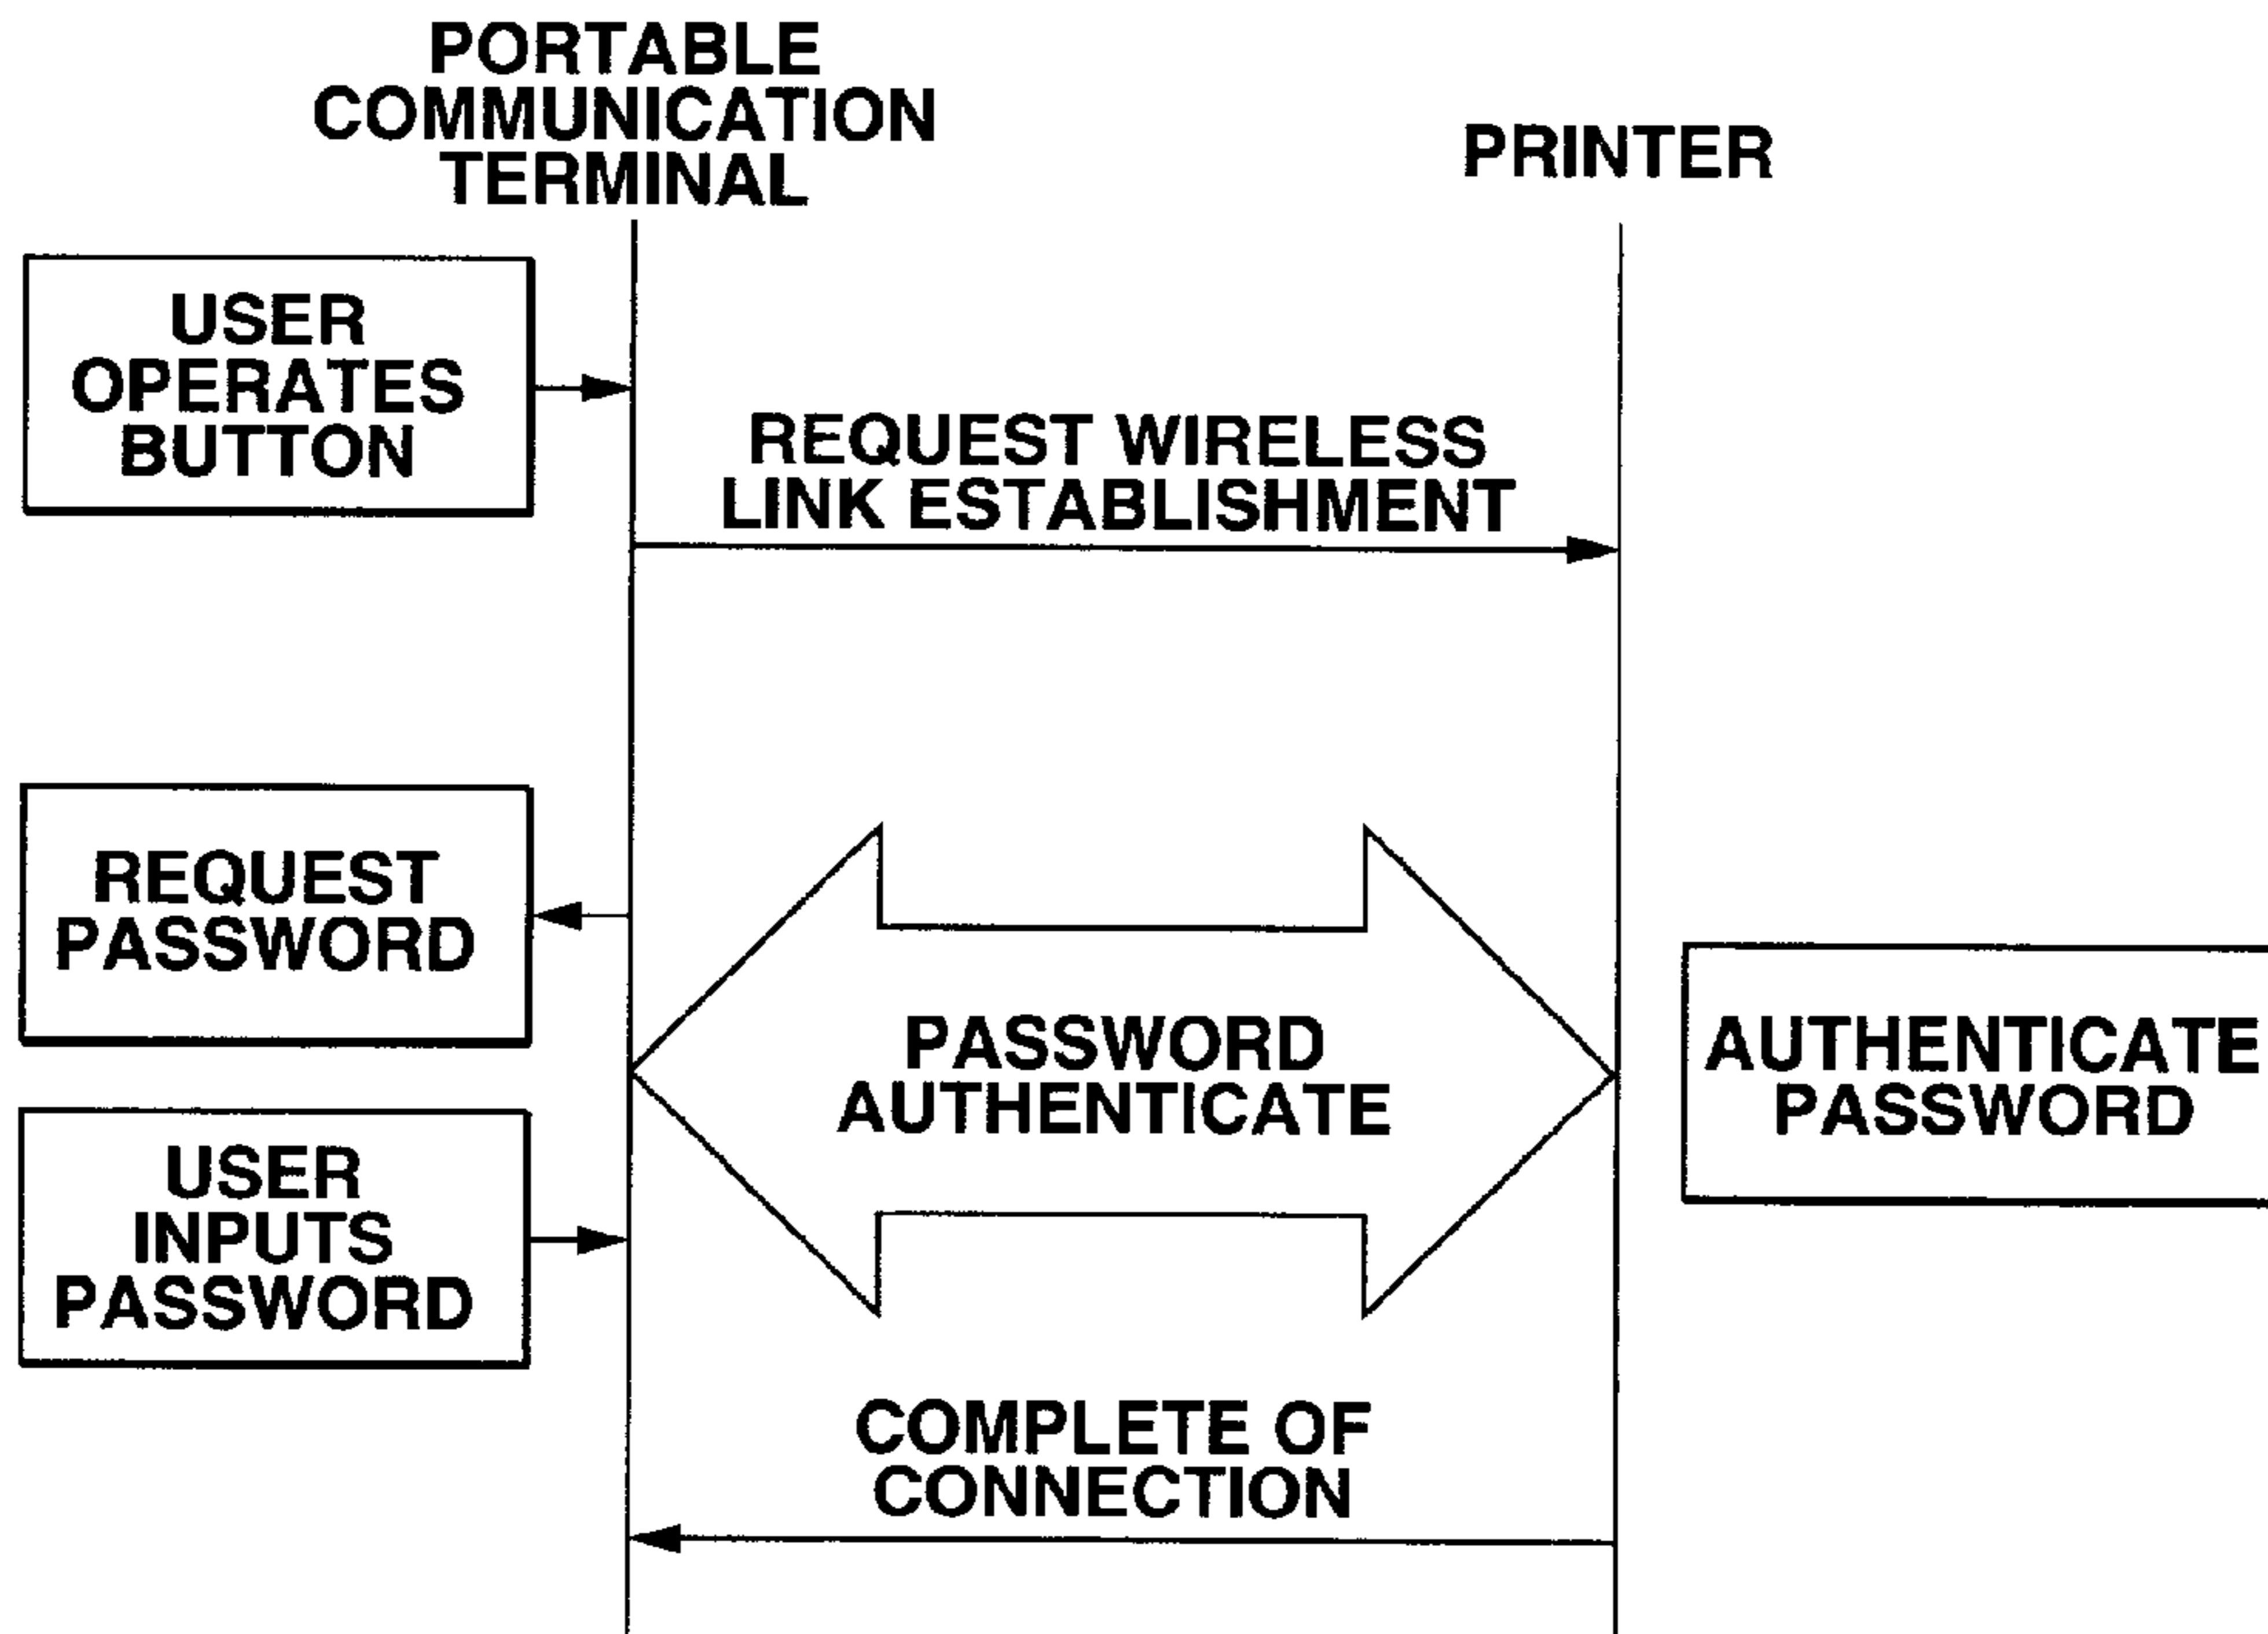 PORTABLE
COMMUNICATION
TERMINAL
PRINTER
USER
OPERATES
BUTTON
REQUEST WIRELESS
LINK ESTABLISHMENT
REQUEST
PASSWORD
PASSWORD
AUTHENTICATE
AUTHENTICATE
PASSWORD
USER
INPUTS
PASSWORD
COMPLETE OF
CONNECTION